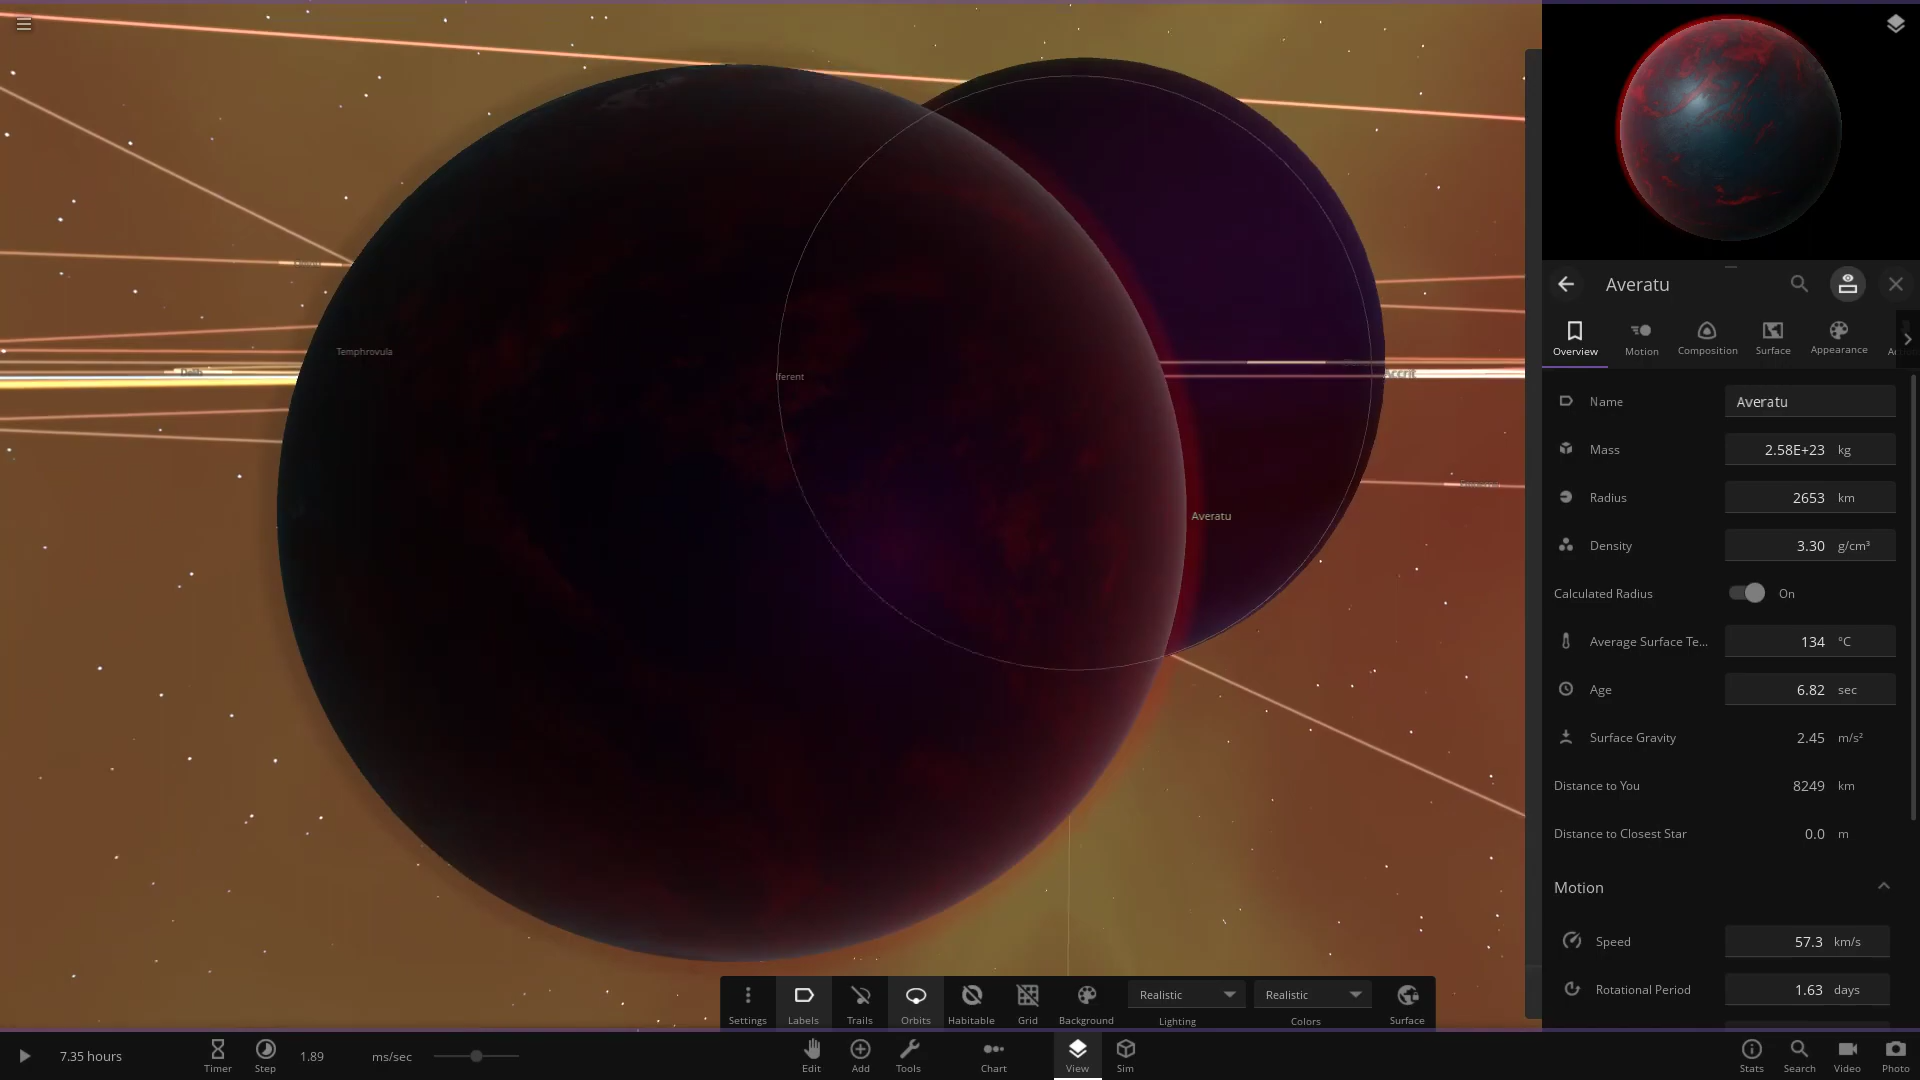 Temphrovula
Iferent
Averatu
Accrit
Averatu
Overview
Motion
Composition
Surface
Appearance
Name
Averatu
Mass
2.58E+23 kg
Radius
2653 km
Density
3.30 g/cm³
Calculated Radius
On
Average Surface Te...
134 °C
Age
6.82 sec
Surface Gravity
2.45 m/s²
Distance to You
8249 km
Distance to Closest Star
0.0 m
Motion
Speed
57.3 km/s
Rotational Period
1.63 days
Settings
Labels
Trails
Orbits
Habitable
Grid
Background
Realistic
Lighting
Realistic
Colors
Surface
7.35 hours
Timer
Step
1.89 ms/sec
Edit
Add
Tools
Chart
View
Sim
Stats
Search
Video
Photo